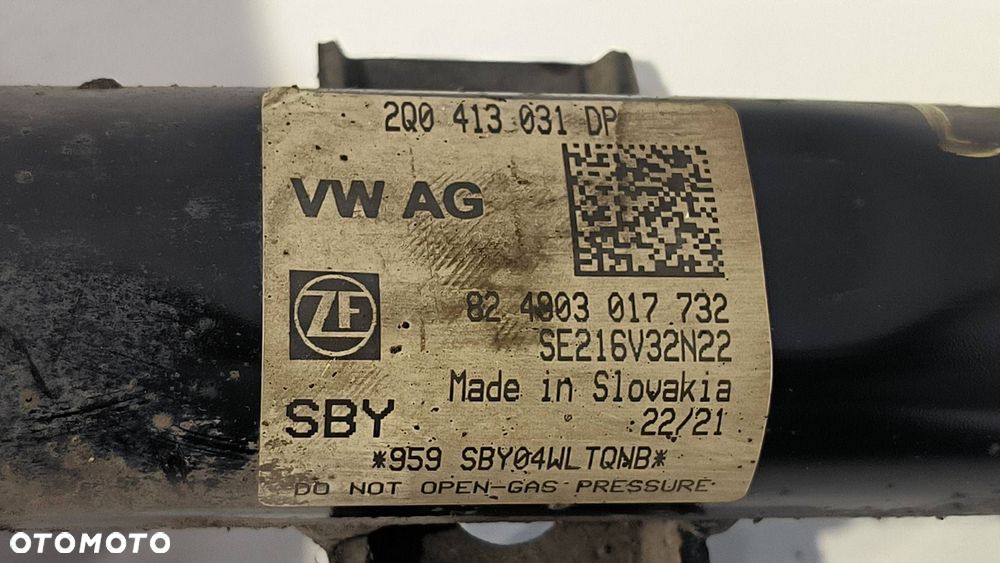 2Q0 413 031 DP
VW AG
ZF
82 4903 017 732
SE216V32N22
Made in Slovakia
SBY
22/21
*959 SBY04WLTQNB*
DO NOT OPEN-GAS PRESSURE
OTOMOTO